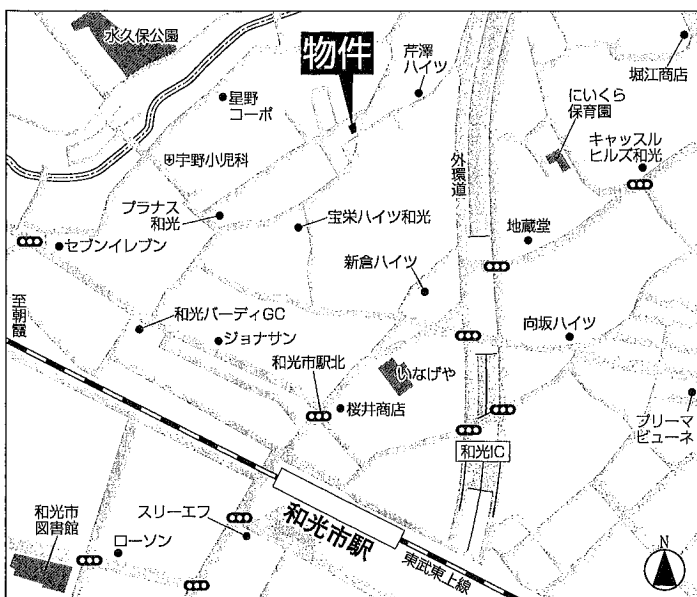 水久保公園
物件
芹澤
ハイツ
堀江商店
星野
コーポ
にいくら
保育園
キャッスル
ヒルズ和光
宇野小児科
外環道
プラナス
和光
宝栄ハイツ和光
地蔵堂
セブンイレブン
新倉ハイツ
至朝霞
和光バーディGC
ジョナサン
向坂ハイツ
和光市駅北
いなげや
桜井商店
プリーマ
ビューネ
和光IC
和光市
図書館
スリーエフ
ローソン
和光市駅
東武東上線
N